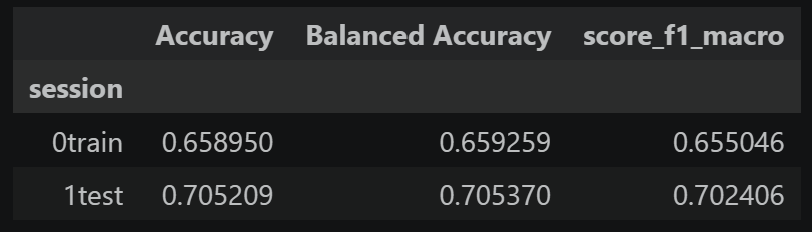 Accuracy Balanced Accuracy score_f1_macro
session
0train 0.658950 0.659259 0.655046
1test 0.705209 0.705370 0.702406